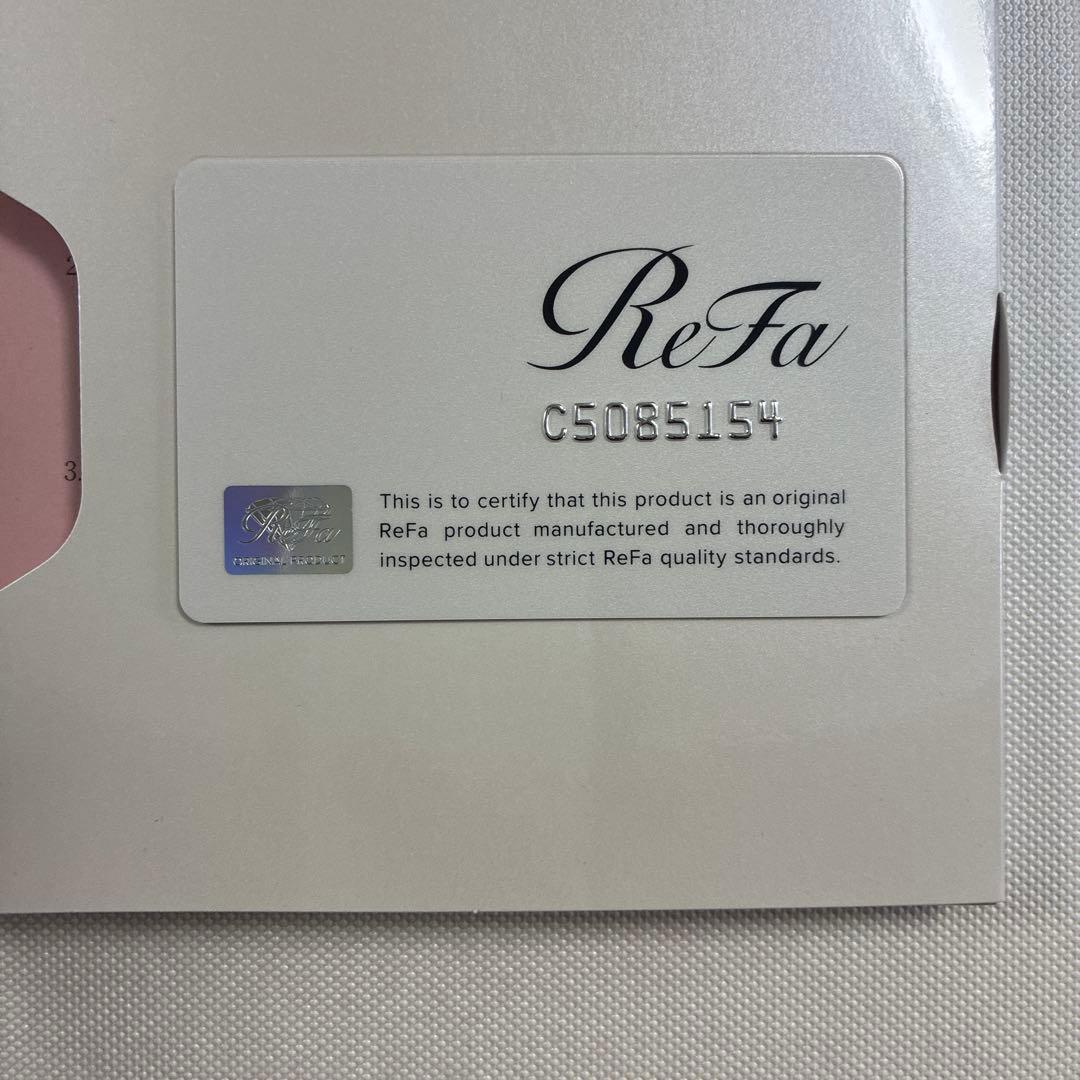 ReFa
C5085154
This is to certify that this product is an original
ReFa product manufactured and thoroughly
inspected under strict ReFa quality standards.
ReFa
ORIGINAL PRODUCT
3.